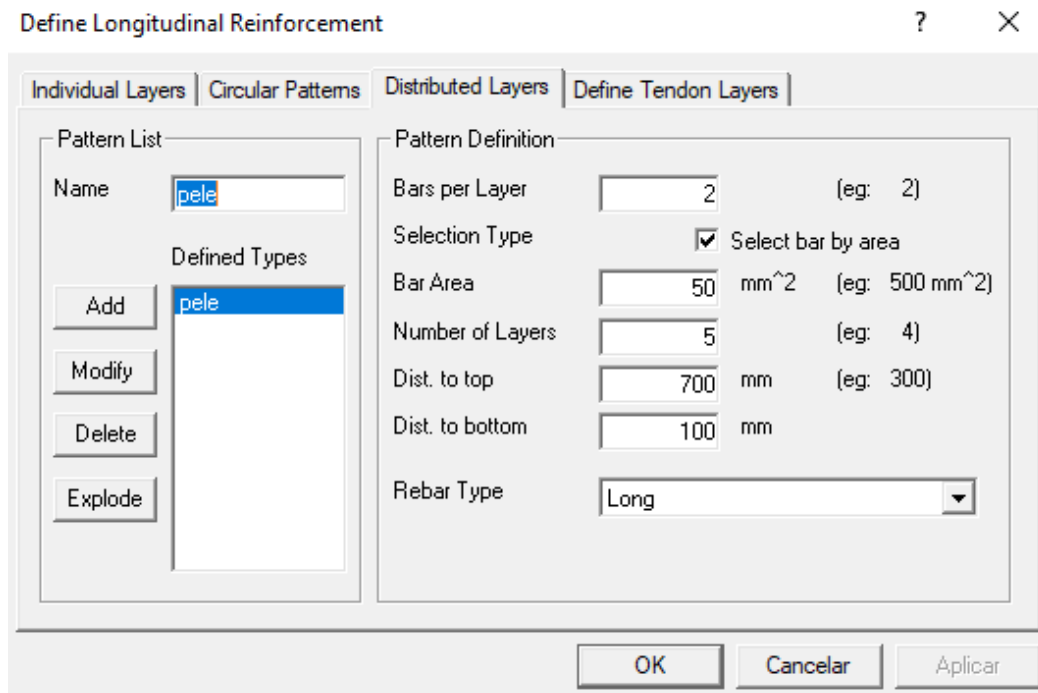 Define Longitudinal Reinforcement
?
Individual Layers
Circular Patterns
Distributed Layers
Define Tendon Layers
Pattern List
Name
pele
Defined Types
pele
Add
Modify
Delete
Explode
Pattern Definition
Bars per Layer 2 (eg: 2)
Selection Type Select bar by area
Bar Area 50 mm^2 (eg: 500 mm^2)
Number of Layers 5 (eg: 4)
Dist. to top 700 mm (eg: 300)
Dist. to bottom 100 mm
Rebar Type Long
OK
Cancelar
Aplicar